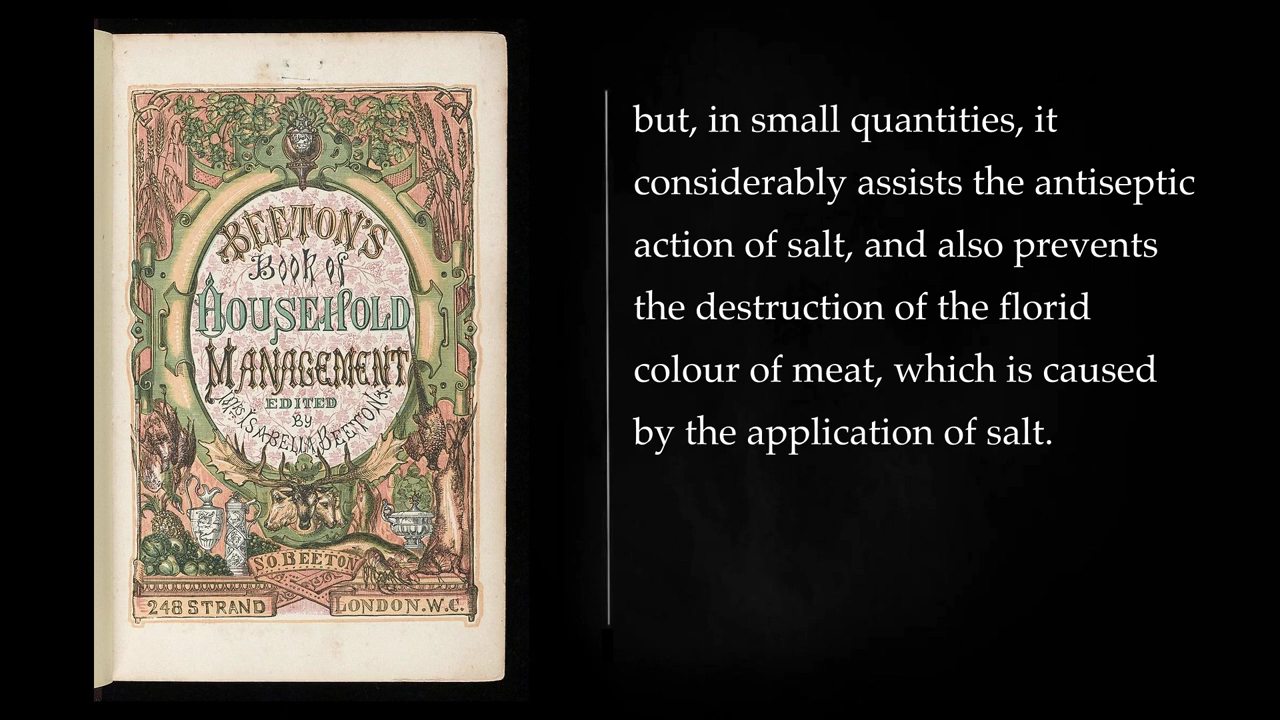 BEETON'S
Book of
HOUSEHOLD
MANAGEMENT
EDITED
By
MRS ISABELLA BEETON
S.O. BEETON
248 STRAND
LONDON. W.C.
but, in small quantities, it
considerably assists the antiseptic
action of salt, and also prevents
the destruction of the florid
colour of meat, which is caused
by the application of salt.